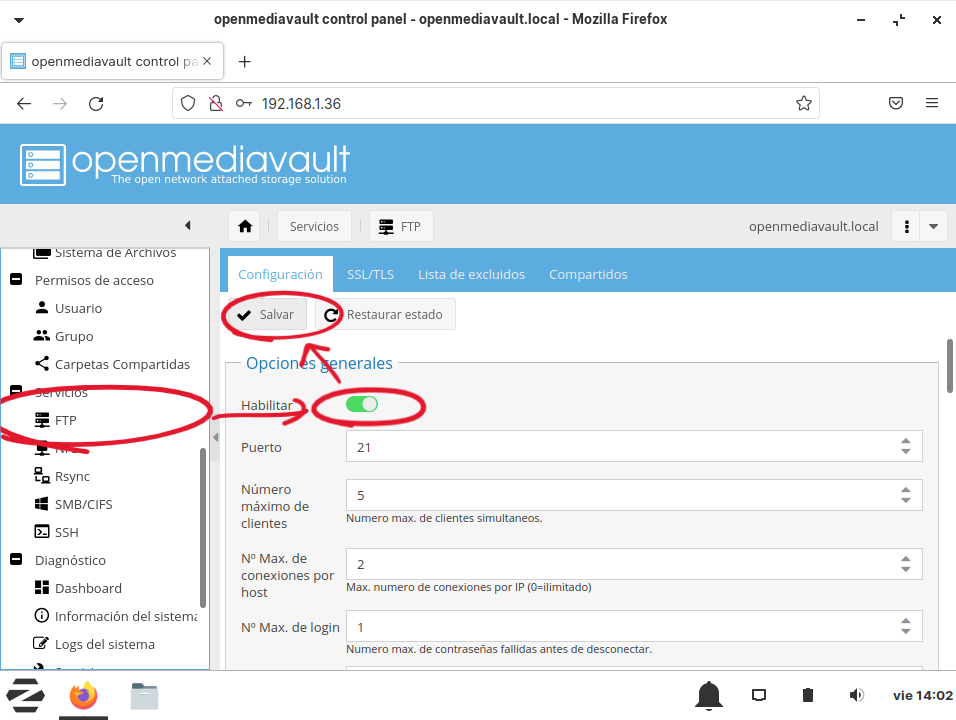 openmediavault control panel - openmediavault.local - Mozilla Firefox
openmediavault control pa
192.168.1.36
openmediavault
The open network attached storage solution
Servicios
FTP
openmediavault.local
Sistema de Archivos
Permisos de acceso
Usuario
Grupo
Carpetas Compartidas
Servicios
FTP
NFS
Rsync
SMB/CIFS
SSH
Diagnóstico
Dashboard
Información del sistema
Logs del sistema
Configuración
SSL/TLS
Lista de excluidos
Compartidos
Salvar
Restaurar estado
Opciones generales
Habilitar
Puerto
21
Número
máximo de
clientes
5
Numero max. de clientes simultaneos.
Nº Max. de
conexiones por
host
2
Max. numero de conexiones por IP (0=ilimitado)
Nº Max. de login
1
Numero max. de contraseñas fallidas antes de desconectar.
vie 14:02